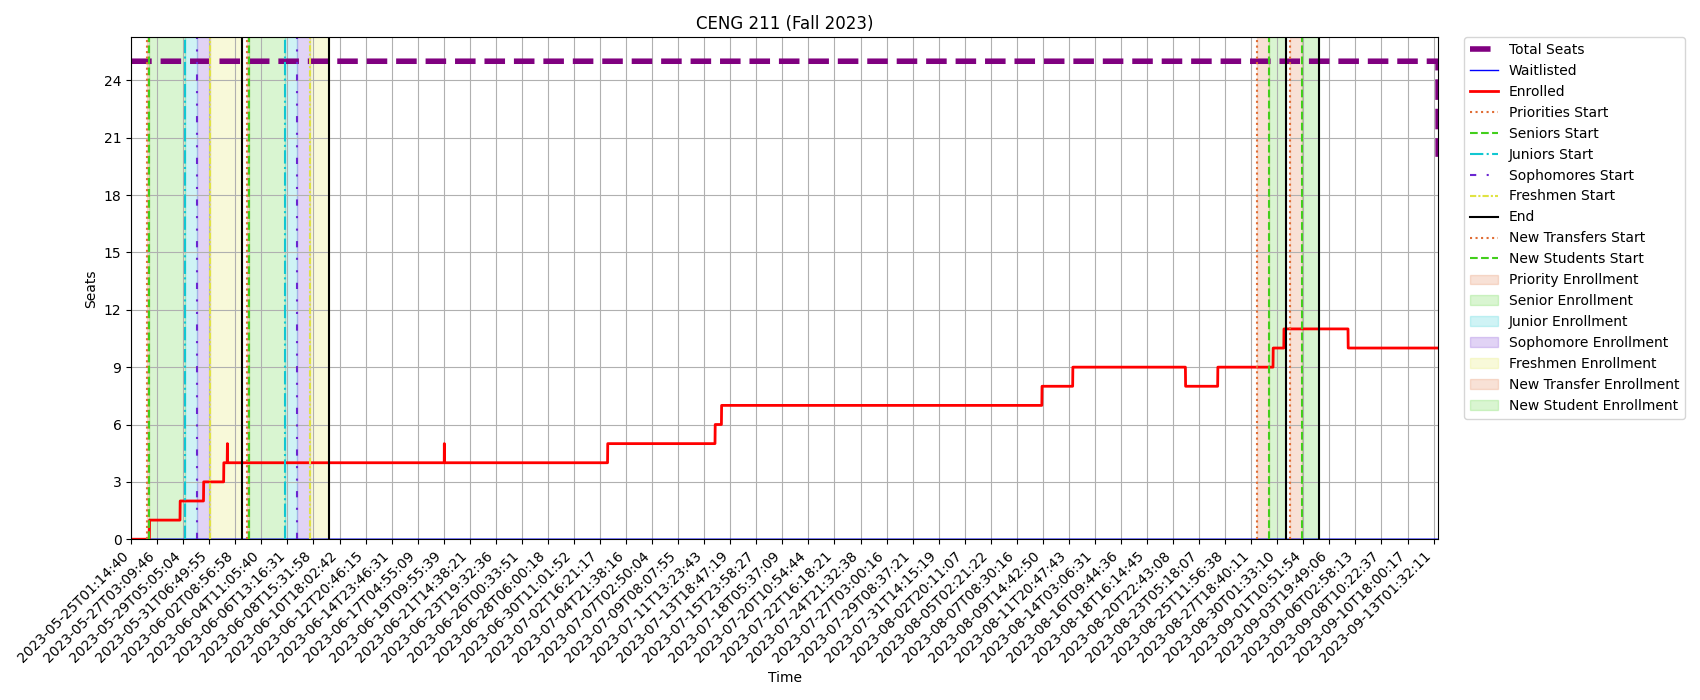 CENG 211 (Fall 2023)
Seats
24
21
18
15
12
9
6
3
0
2023-05-25T01:14:40
2023-05-27T03:09:46
2023-05-29T05:05:04
2023-05-31T06:49:55
2023-06-02T08:56:58
2023-06-04T11:05:40
2023-06-06T13:16:31
2023-06-08T15:31:58
2023-06-10T18:02:42
2023-06-12T20:46:15
2023-06-14T23:46:31
2023-06-17T04:55:09
2023-06-19T09:55:39
2023-06-21T14:38:21
2023-06-23T19:32:36
2023-06-26T00:33:51
2023-06-28T06:00:18
2023-06-30T11:01:52
2023-07-02T16:21:17
2023-07-04T21:38:16
2023-07-07T02:50:04
2023-07-09T08:07:55
2023-07-11T13:23:43
2023-07-13T18:47:19
2023-07-15T23:58:27
2023-07-18T05:37:09
2023-07-20T10:54:44
2023-07-22T16:18:21
2023-07-24T21:32:38
2023-07-27T03:00:16
2023-07-29T08:37:21
2023-07-31T14:15:19
2023-08-02T20:11:07
2023-08-05T02:21:22
2023-08-07T08:30:16
2023-08-09T14:42:50
2023-08-11T20:47:43
2023-08-14T03:06:31
2023-08-16T09:44:36
2023-08-18T16:14:45
2023-08-20T22:43:08
2023-08-23T05:18:07
2023-08-25T11:56:38
2023-08-27T18:40:11
2023-08-30T01:33:10
2023-09-01T10:51:54
2023-09-03T19:49:06
2023-09-06T02:58:13
2023-09-08T10:22:37
2023-09-10T18:00:17
2023-09-13T01:32:11
Time
Total Seats
Waitlisted
Enrolled
Priorities Start
Seniors Start
Juniors Start
Sophomores Start
Freshmen Start
End
New Transfers Start
New Students Start
Priority Enrollment
Senior Enrollment
Junior Enrollment
Sophomore Enrollment
Freshmen Enrollment
New Transfer Enrollment
New Student Enrollment